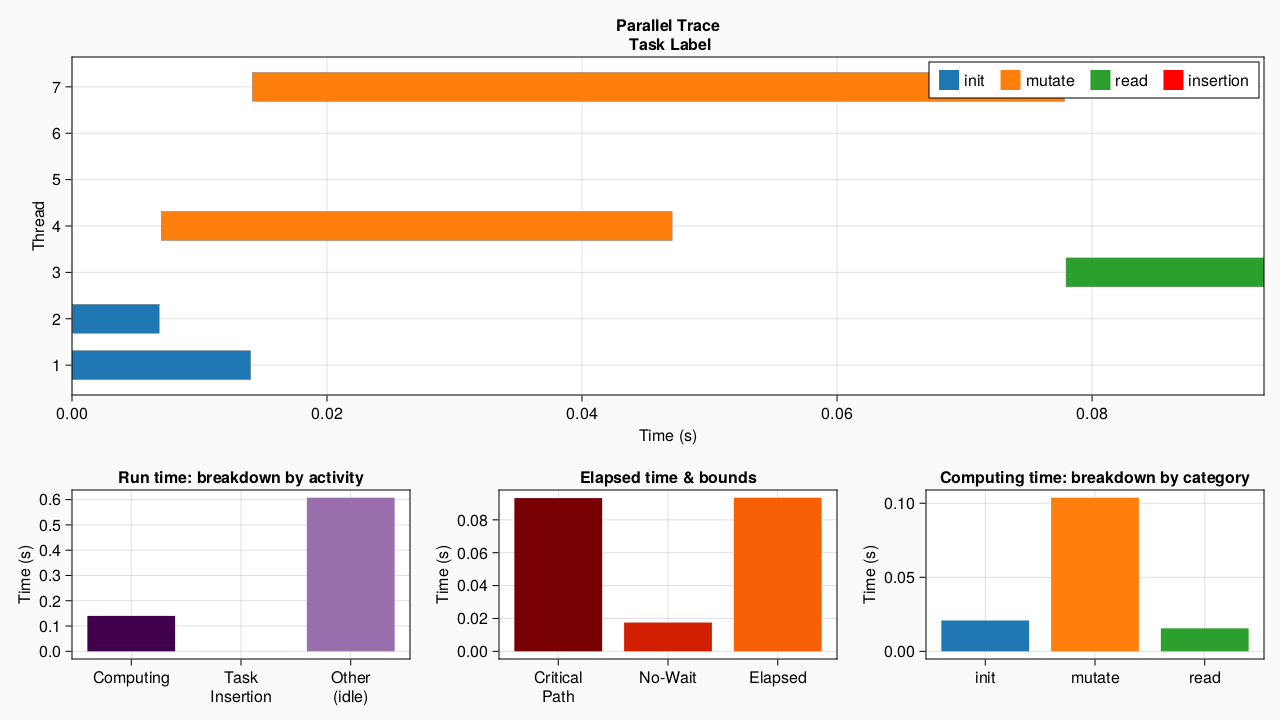 Parallel Trace
Task Label
init mutate read insertion
7
6
5
4
3
2
1
Thread
0.00 0.02 0.04 0.06 0.08
Time (s)
Run time: breakdown by activity
0.6
0.5
0.4
0.3
0.2
0.1
0.0
Time (s)
Computing Task Insertion Other (idle)
Elapsed time & bounds
0.08
0.06
0.04
0.02
0.00
Time (s)
Critical Path No-Wait Elapsed
Computing time: breakdown by category
0.10
0.05
0.00
Time (s)
init mutate read